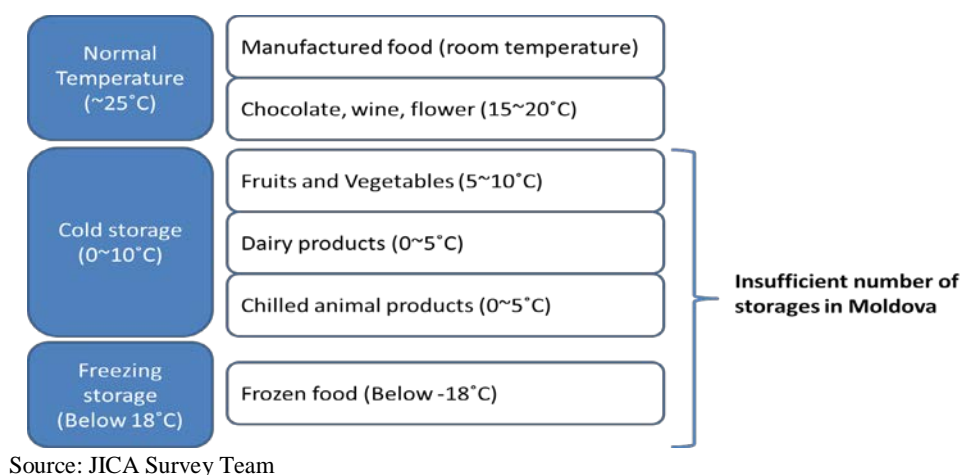 Normal
Temperature
(~25˚C)
Manufactured food (room temperature)
Chocolate, wine, flower (15~20˚C)
Cold storage
(0~10˚C)
Fruits and Vegetables (5~10˚C)
Dairy products (0~5˚C)
Chilled animal products (0~5˚C)
Insufficient number of
storages in Moldova
Freezing
storage
(Below 18˚C)
Frozen food (Below -18˚C)
Source: JICA Survey Team